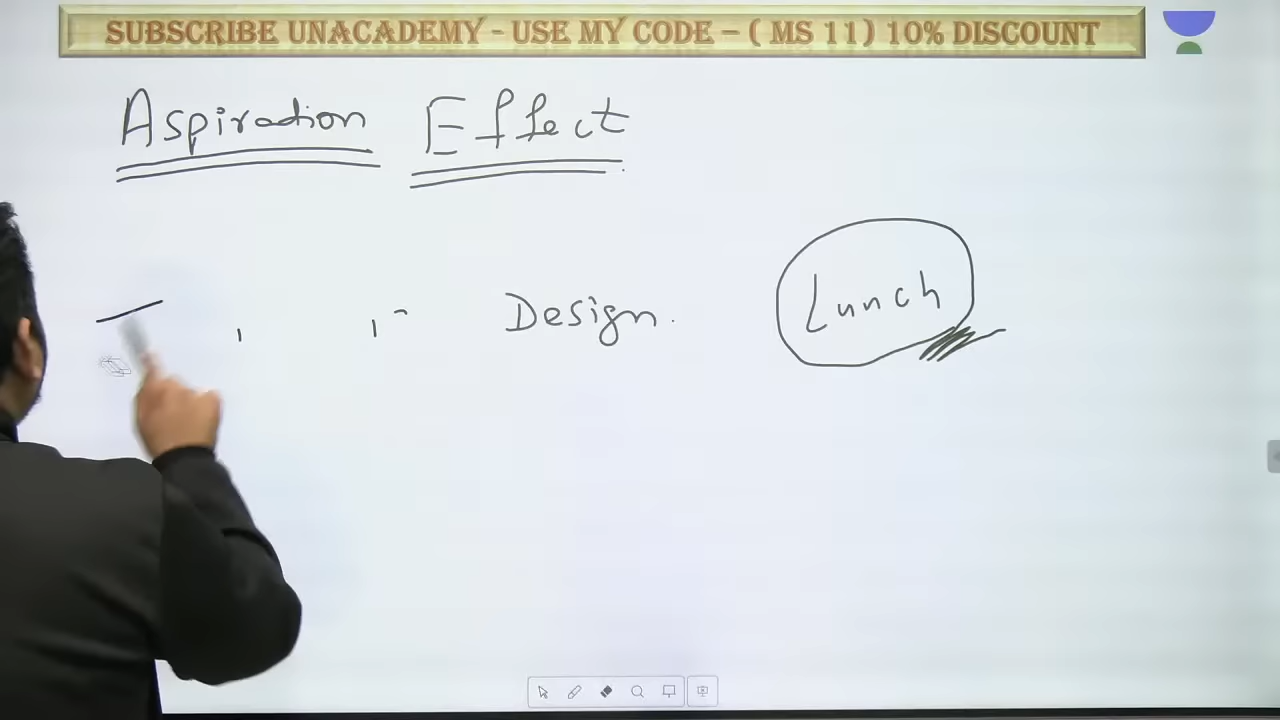 SUBSCRIBE UNACADEMY - USE MY CODE – ( MS 11) 10% DISCOUNT
Aspiration Effect
Design. Lunch